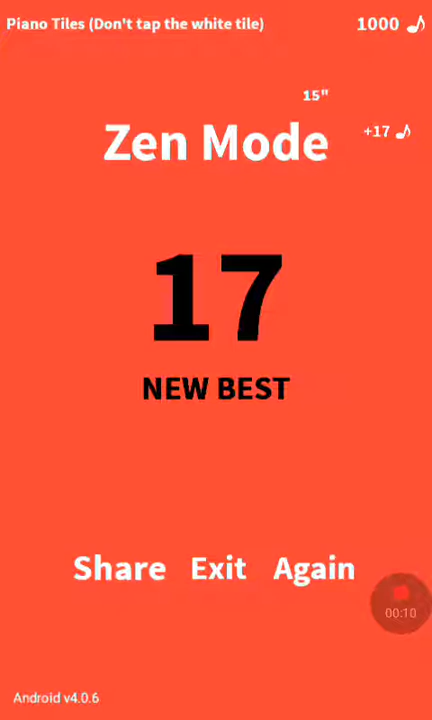 Piano Tiles (Don't tap the white tile) 1000
15"
Zen Mode +17
17
NEW BEST
Share Exit Again
00:10
Android v4.0.6